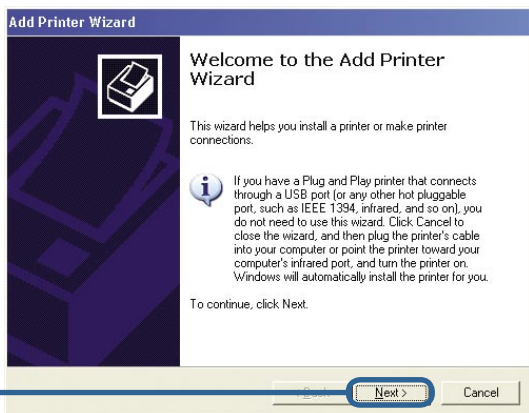 Add Printer Wizard
Welcome to the Add Printer
Wizard
This wizard helps you install a printer or make printer
connections.
If you have a Plug and Play printer that connects
through a USB port (or any other hot pluggable
port, such as IEEE 1394, infrared, and so on), you
do not need to use this wizard. Click Cancel to
close the wizard, and then plug the printer's cable
into your computer or point the printer toward your
computer's infrared port, and turn the printer on.
Windows will automatically install the printer for you.
To continue, click Next.
Next > Cancel